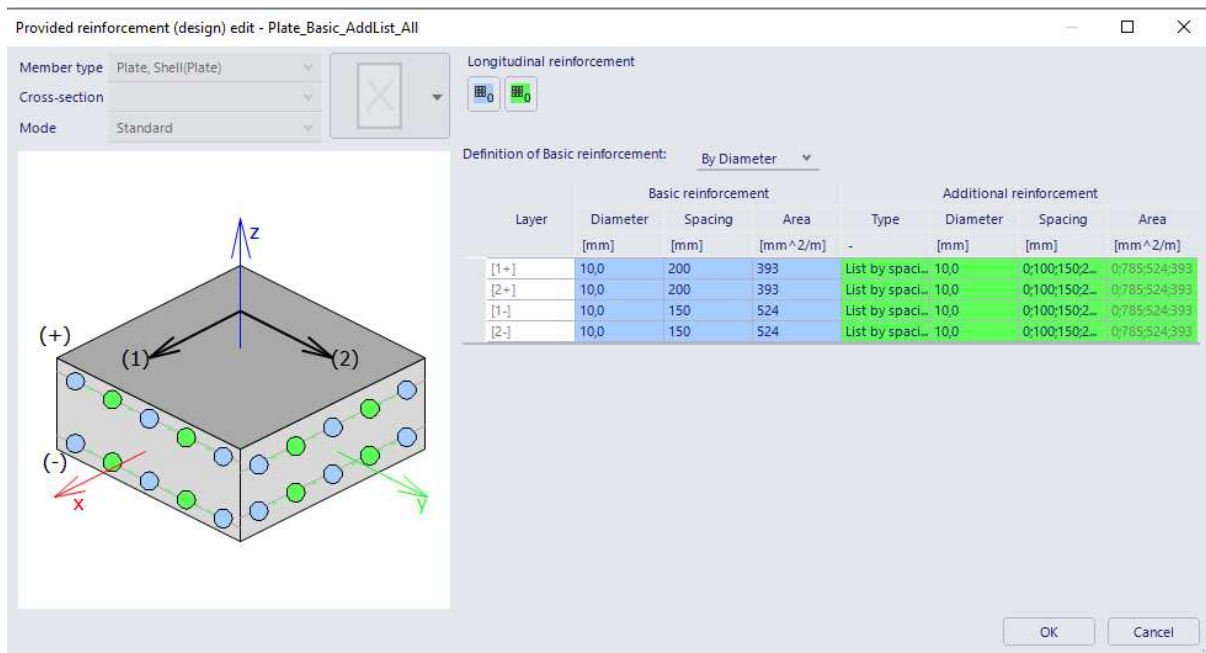 Provided reinforcement (design) edit - Plate_Basic_AddList_All
Member type Plate, Shell(Plate)
Cross-section
Mode Standard
Longitudinal reinforcement
0 0
Definition of Basic reinforcement: By Diameter
Basic reinforcement Additional reinforcement
Layer Diameter Spacing Area Type Diameter Spacing Area
[mm] [mm] [mm^2/m] - [mm] [mm] [mm^2/m]
[1+] 10,0 200 393 List by spaci... 10,0 0;100;150;2... 0;785;524;393
[2+] 10,0 200 393 List by spaci... 10,0 0;100;150;2... 0;785;524;393
[1-] 10,0 150 524 List by spaci... 10,0 0;100;150;2... 0;785;524;393
[2-] 10,0 150 524 List by spaci... 10,0 0;100;150;2... 0;785;524;393
z
(+)
(1) (2)
(-)
x y
OK Cancel